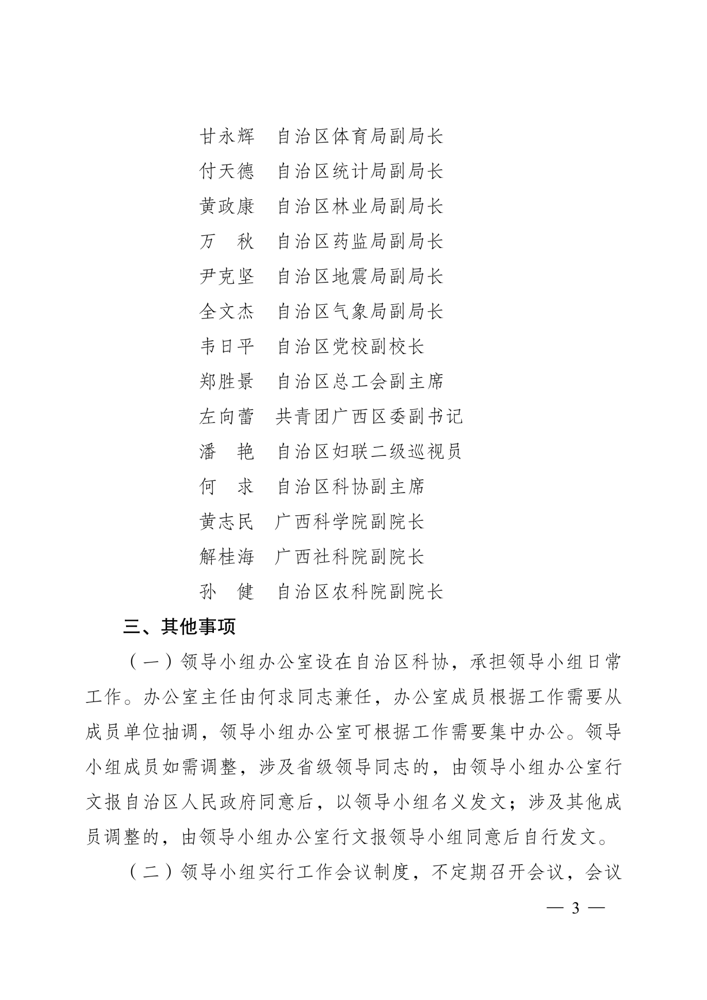 甘永辉　自治区体育局副局长
付天德　自治区统计局副局长
黄政康　自治区林业局副局长
万　秋　自治区药监局副局长
尹克坚　自治区地震局副局长
全文杰　自治区气象局副局长
韦日平　自治区党校副校长
郑胜景　自治区总工会副主席
左向蕾　共青团广西区委副书记
潘　艳　自治区妇联二级巡视员
何　求　自治区科协副主席
黄志民　广西科学院副院长
解桂海　广西社科院副院长
孙　健　自治区农科院副院长
三、其他事项
（一）领导小组办公室设在自治区科协，承担领导小组日常
工作。办公室主任由何求同志兼任，办公室成员根据工作需要从
成员单位抽调，领导小组办公室可根据工作需要集中办公。领导
小组成员如需调整，涉及省级领导同志的，由领导小组办公室行
文报自治区人民政府同意后，以领导小组名义发文；涉及其他成
员调整的，由领导小组办公室行文报领导小组同意后自行发文。
（二）领导小组实行工作会议制度，不定期召开会议，会议
— 3 —